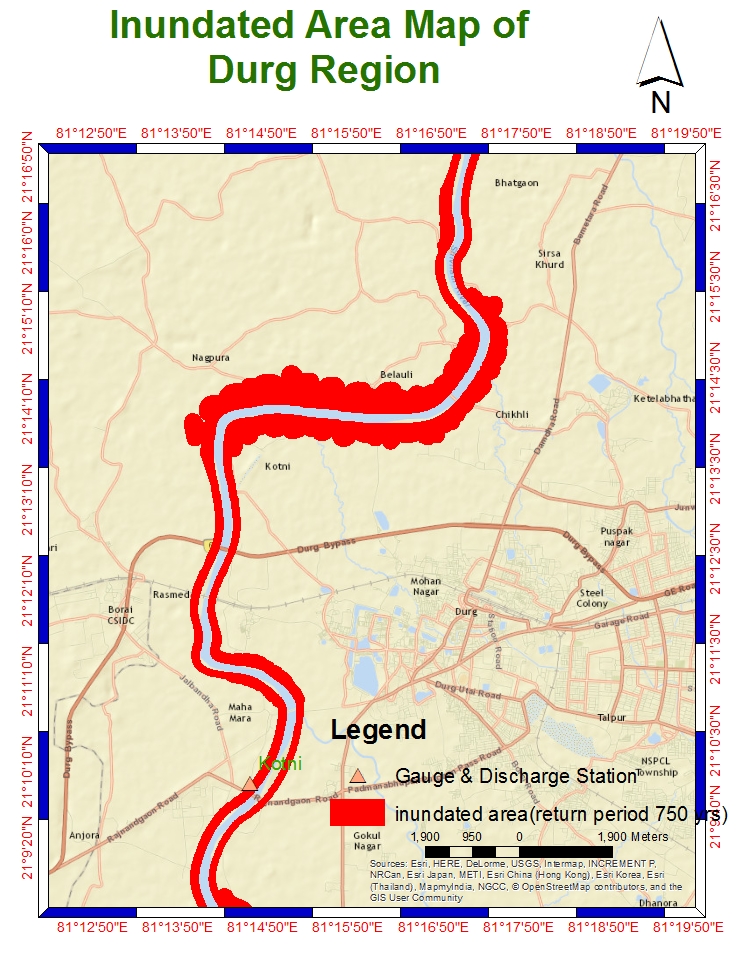 Inundated Area Map of
Durg Region
N
81°12'50"E 81°13'50"E 81°14'50"E 81°15'50"E 81°16'50"E 81°17'50"E 81°18'50"E 81°19'50"E
21°16'50"N
21°16'0"N
21°15'10"N
21°14'10"N
21°13'10"N
21°12'10"N
21°11'10"N
21°10'10"N
21°9'20"N
21°16'30"N
21°15'30"N
21°14'30"N
21°13'30"N
21°12'30"N
21°11'30"N
21°10'30"N
Bhatgaon
Bemetara Road
Sirsa
Khurd
Nagpura
Belauli
Ketelabhatha
Chikhli
Damdha Road
Kotni
Junw
Puspak
nagar
Durg Bypass
Durg Bypass
ari
Mohan
Nagar
Rasmed
Steel
Colony
GE Road
Borai
CSIDC
Durg
Garage Road
Station Road
Jalbandha Road
Durg Utai Road
Maha
Mara
Talpur
Durg Bypass
Legend
Kotni
NSPCL
Township
Gauge & Discharge Station
Rajnandgaon Road
Rajnandgaon Road
inundated area(return period 750 yrs)
Anjora
Gokul
Nagar
1,900 950 0 1,900 Meters
Sources: Esri, HERE, DeLorme, USGS, Intermap, INCREMENT P,
NRCan, Esri Japan, METI, Esri China (Hong Kong), Esri Korea, Esri
(Thailand), MapmyIndia, NGCC, © OpenStreetMap contributors, and the
GIS User Community
Dhanora
81°12'50"E 81°13'50"E 81°14'50"E 81°15'50"E 81°16'50"E 81°17'50"E 81°18'50"E 81°19'50"E